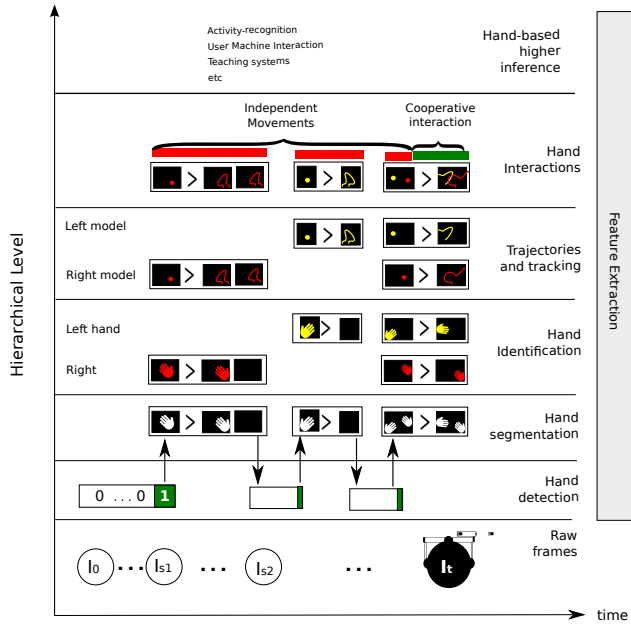 Activity-recognition
User Machine Interaction
Teaching systems
etc
Hand-based
higher
inference
Independent
Movements
Cooperative
interaction
Hand
Interactions
>
>
>
Left model
>
>
Right model
>
>
Trajectories
and tracking
Left hand
>
>
Right
>
>
Hand
Identification
>
>
>
Hand
segmentation
0 ... 0 1
Hand
detection
Raw
frames
I0 ... Is1 ... Is2 ... It
time
Hierarchical Level
Feature Extraction